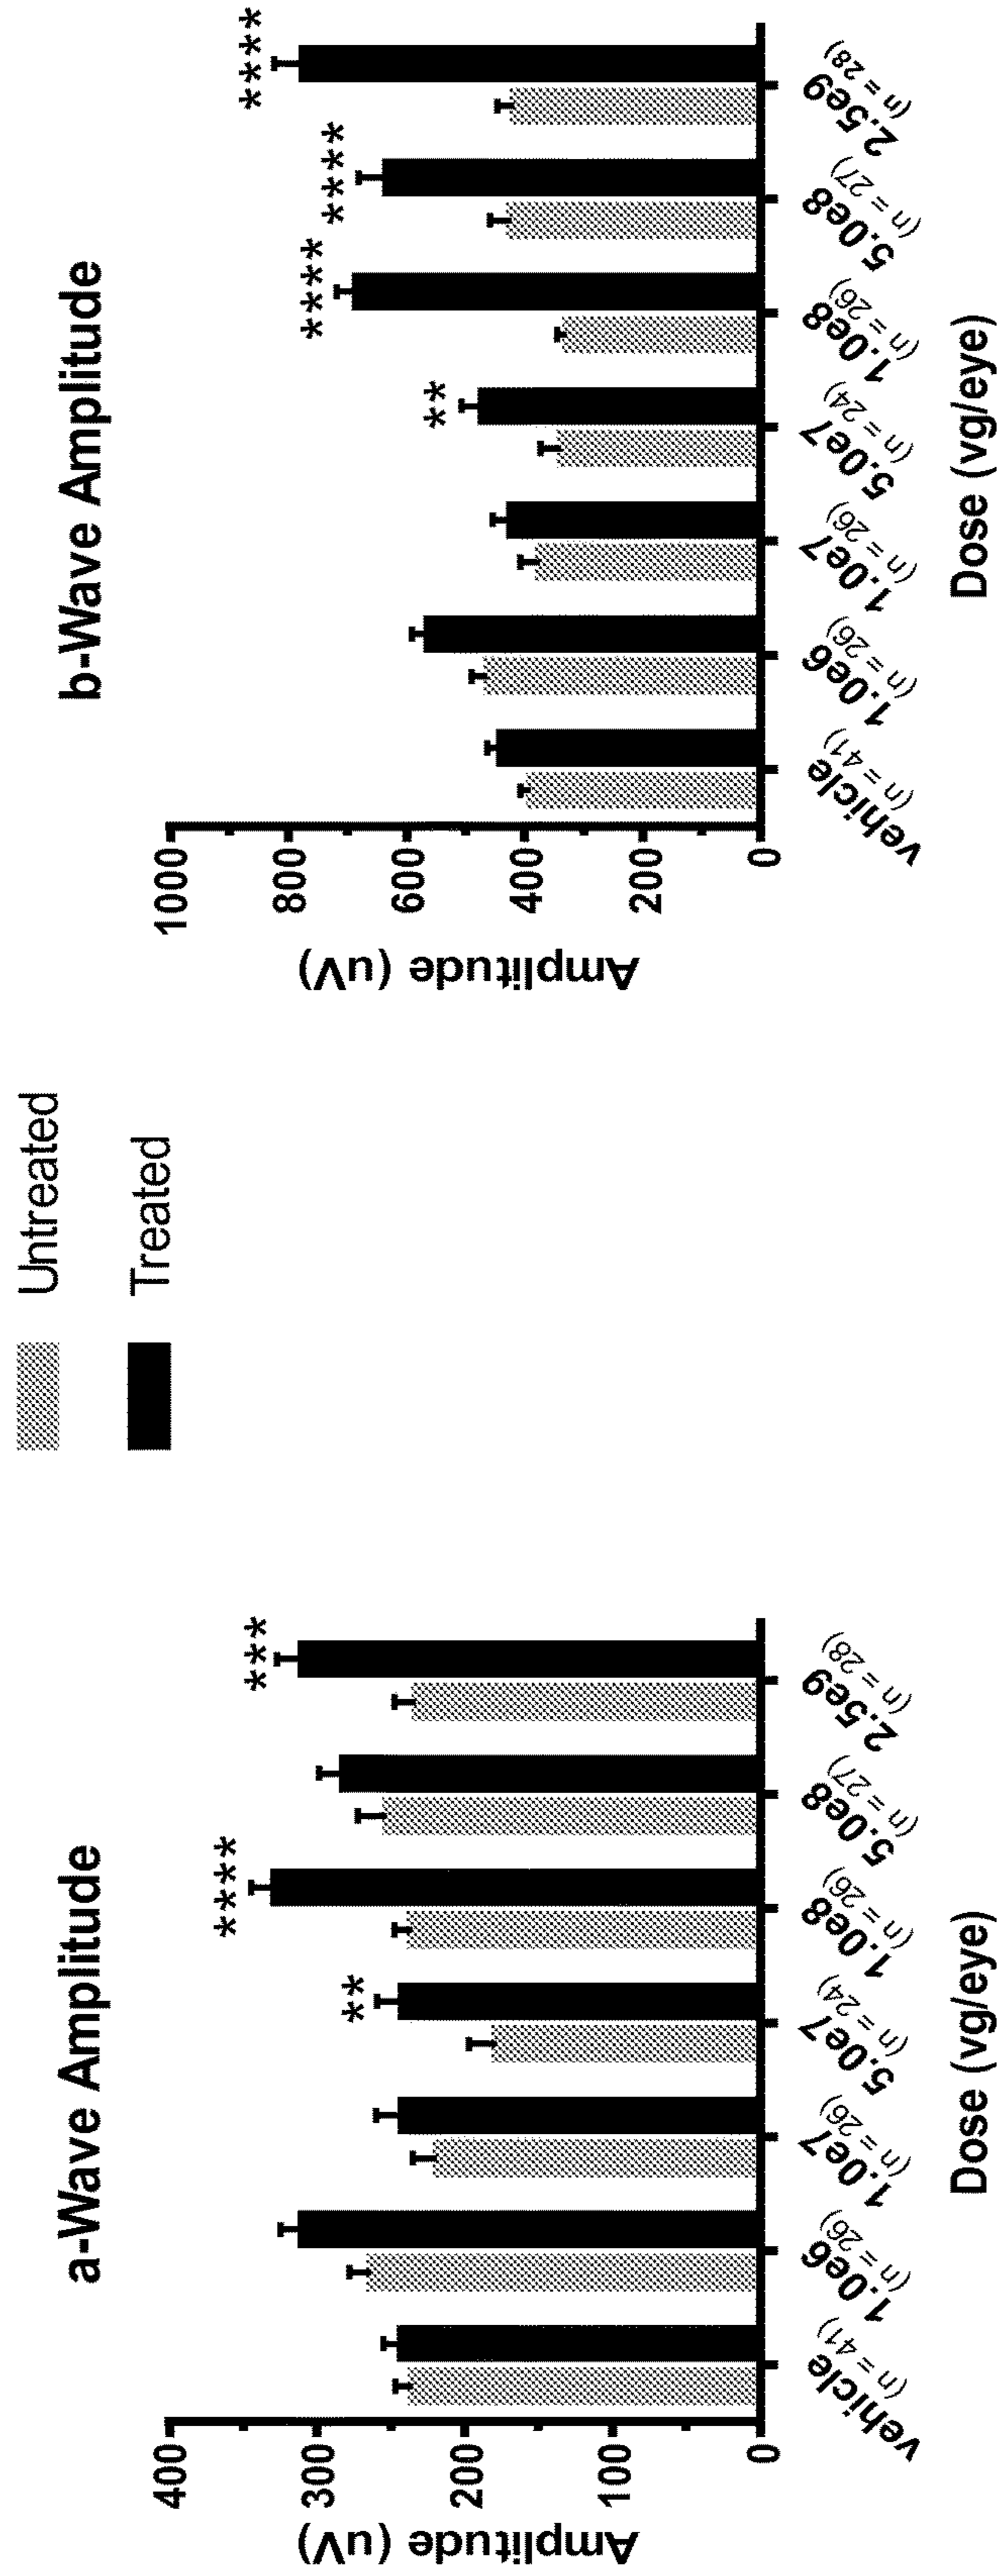 Untreated
Treated
a-Wave Amplitude
****
***
**
400
300
200
100
0
Amplitude (uV)
vehicle
(n = 41)
1.0e6
(n = 26)
1.0e7
(n = 26)
5.0e7
(n = 24)
1.0e8
(n = 26)
5.0e8
(n = 27)
2.5e9
(n = 28)
Dose (vg/eye)
b-Wave Amplitude
****
****
****
**
1000
800
600
400
200
0
Amplitude (uV)
vehicle
(n = 41)
1.0e6
(n = 26)
1.0e7
(n = 26)
5.0e7
(n = 24)
1.0e8
(n = 26)
5.0e8
(n = 27)
2.5e9
(n = 28)
Dose (vg/eye)